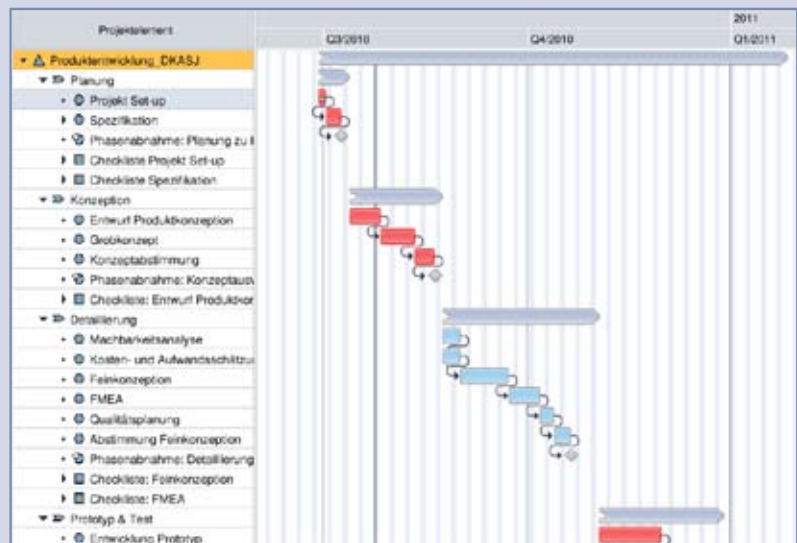 Projektelement
2011
Q3/2010 Q4/2010 Q1/2011
Produktentwicklung_DKASJ
Planung
Projekt Set-up
Spezifikation
Phasenabnahme: Planung zu
Checkliste Projekt Set-up
Checkliste Spezifikation
Konzeption
Entwurf Produktkonzeption
Grobkonzept
Konzeptabstimmung
Phasenabnahme: Konzeptausw
Checkliste: Entwurf Produktkor
Detaillierung
Machbarkeitsanalyse
Kosten- und Aufwandsschätzu
Feinkonzeption
FMEA
Qualitätsplanung
Abstimmung Feinkonzeption
Phasenabnahme: Detaillierung
Checkliste: Feinkonzeption
Checkliste: FMEA
Prototyp & Test
Entwicklung Prototyp